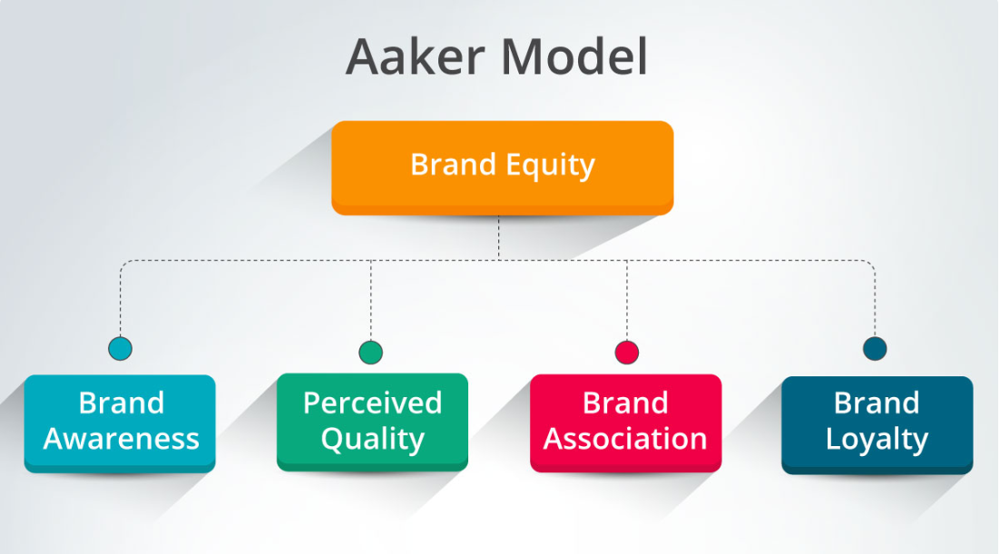 Aaker Model
Brand Equity
Brand
Awareness
Perceived
Quality
Brand
Association
Brand
Loyalty